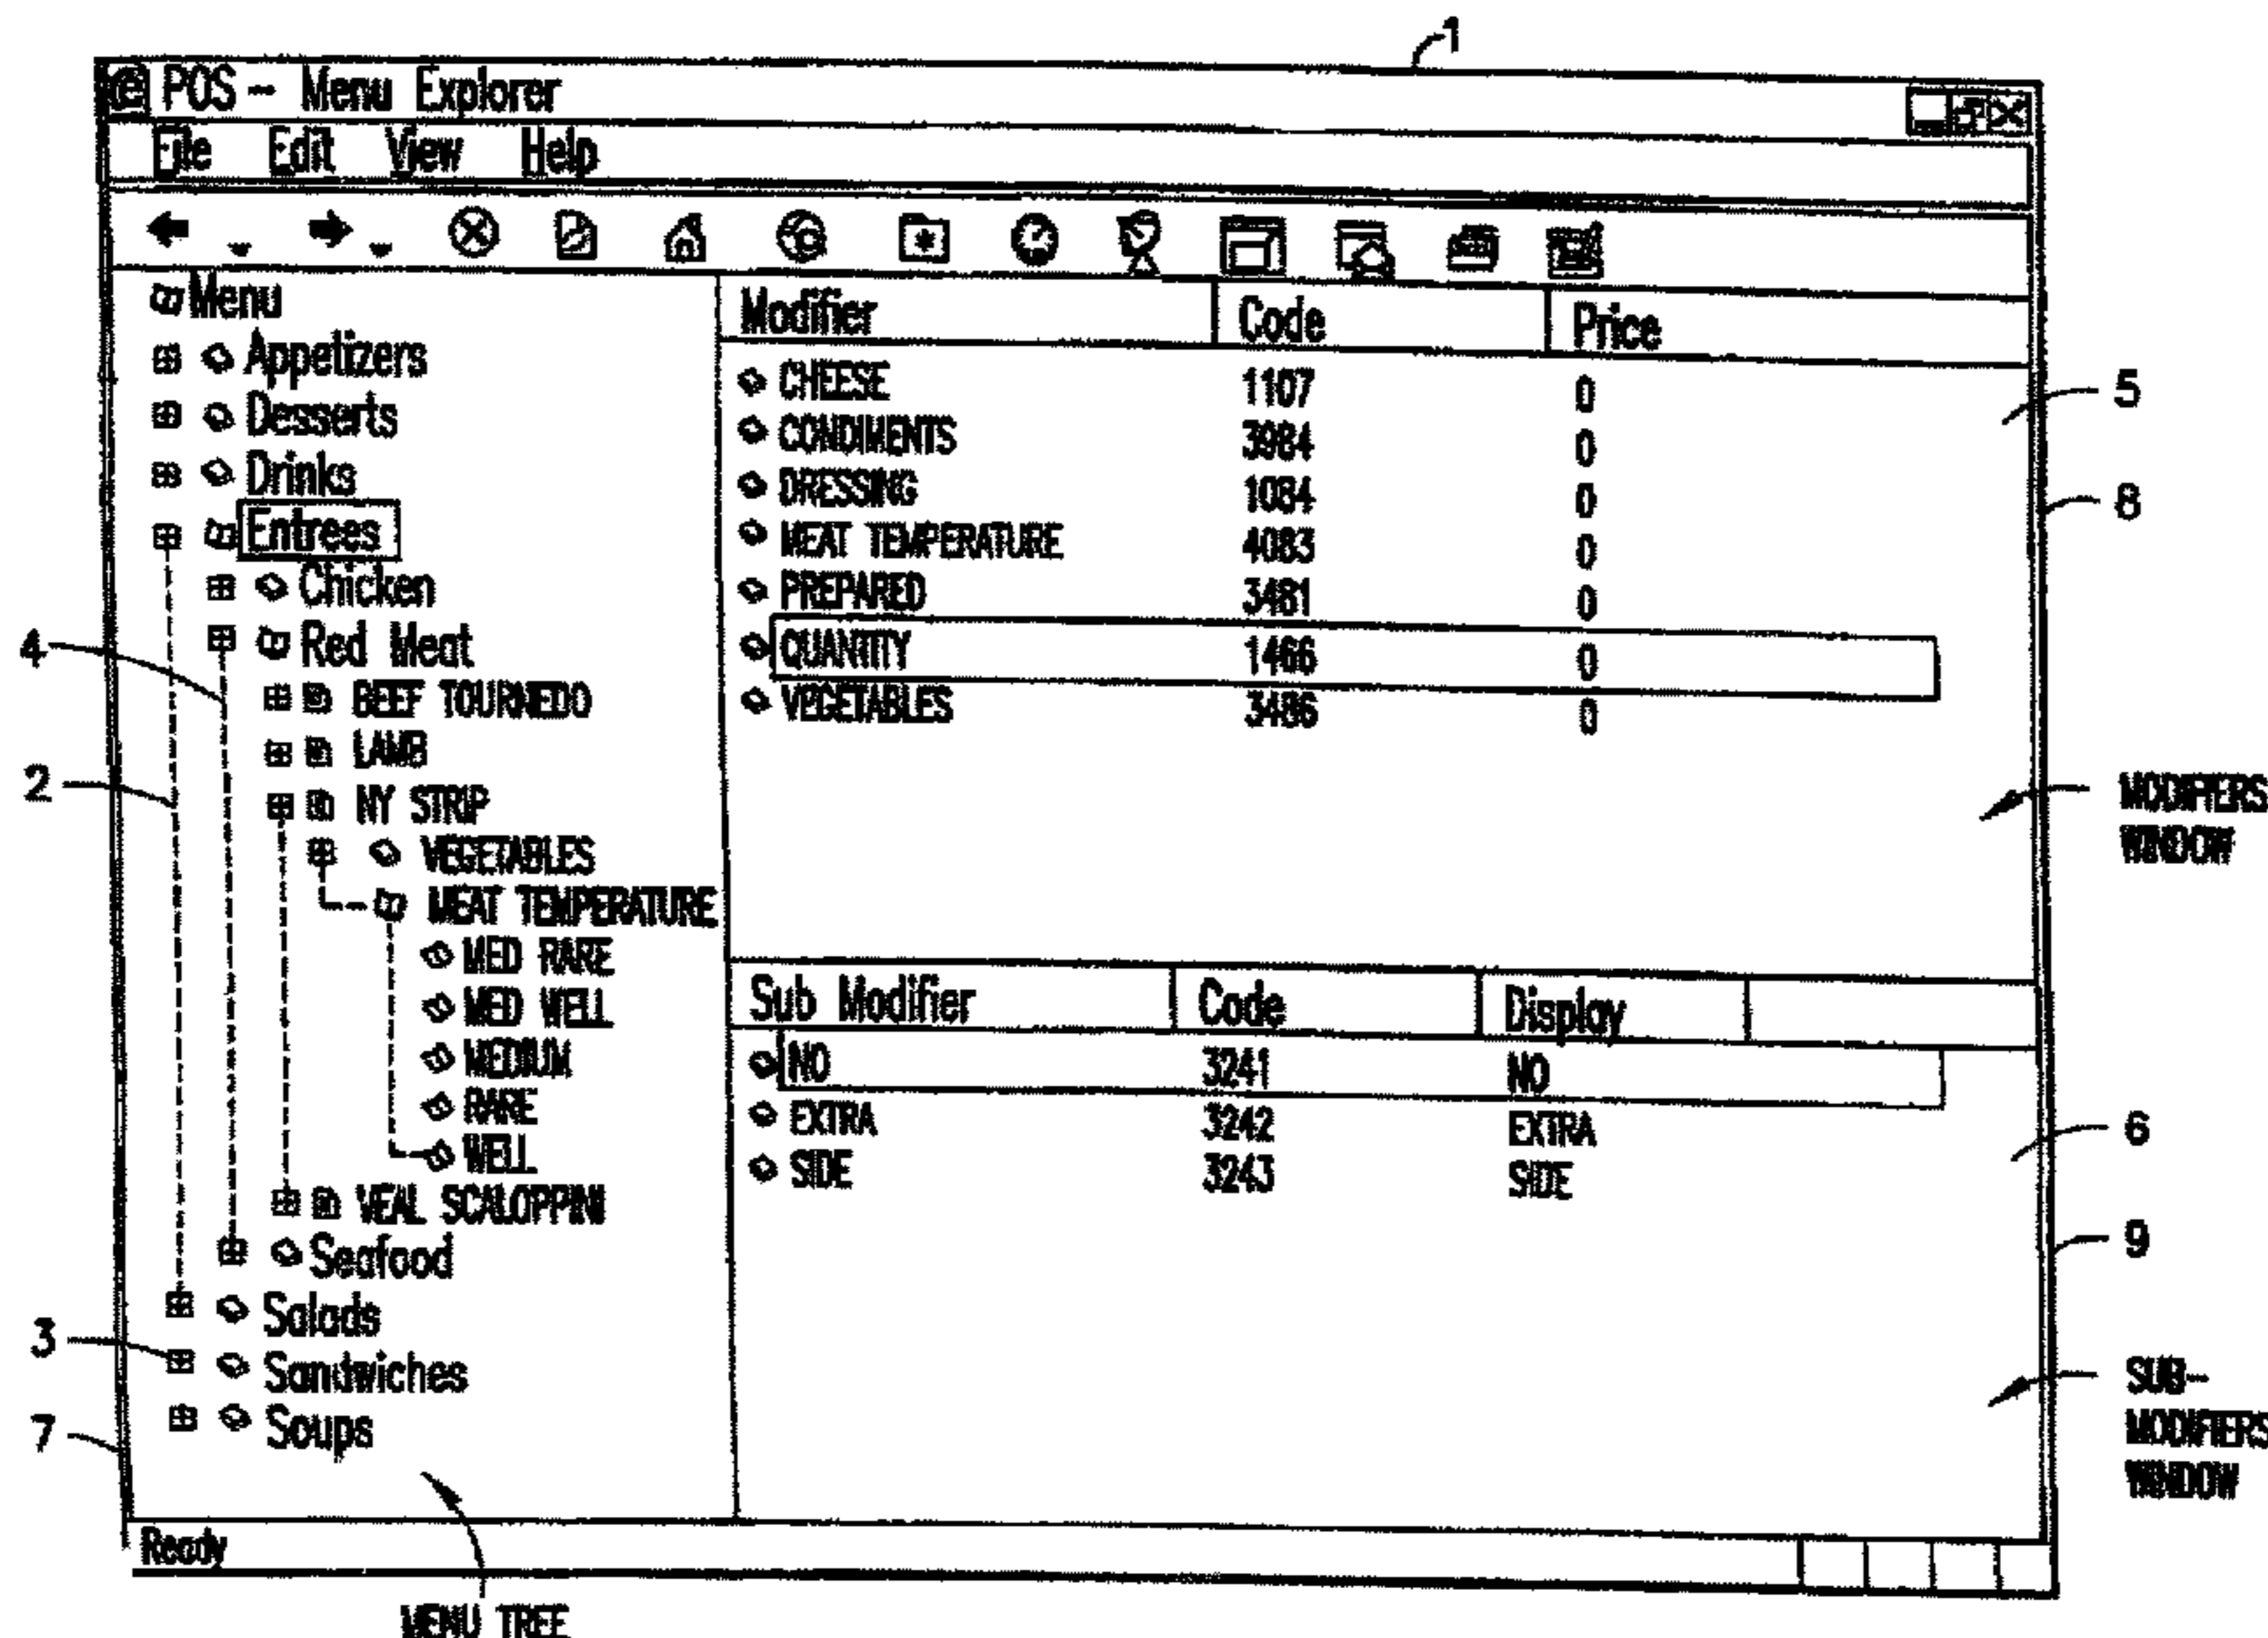 1
POS - Menu Explorer
File Edit View Help
Menu
Appetizers
Desserts
Drinks
Entrees
Chicken
Red Meat
BEEF TOURNEDO
LAMB
NY STRIP
VEGETABLES
MEAT TEMPERATURE
MED RARE
MED WELL
MEDIUM
RARE
WELL
VEAL SCALOPPINI
Seafood
Salads
Sandwiches
Soups
Modifier Code Price
CHEESE 1107 0
CONDIMENTS 3984 0
DRESSING 1084 0
MEAT TEMPERATURE 4083 0
PREPARED 3481 0
QUANTITY 1466 0
VEGETABLES 3486 0
Sub Modifier Code Display
NO 3241 NO
EXTRA 3242 EXTRA
SIDE 3243 SIDE
Ready
4
2
3
7
5
8
MODIFIERS
WINDOW
6
9
SUB-
MODIFIERS
WINDOW
MENU TREE